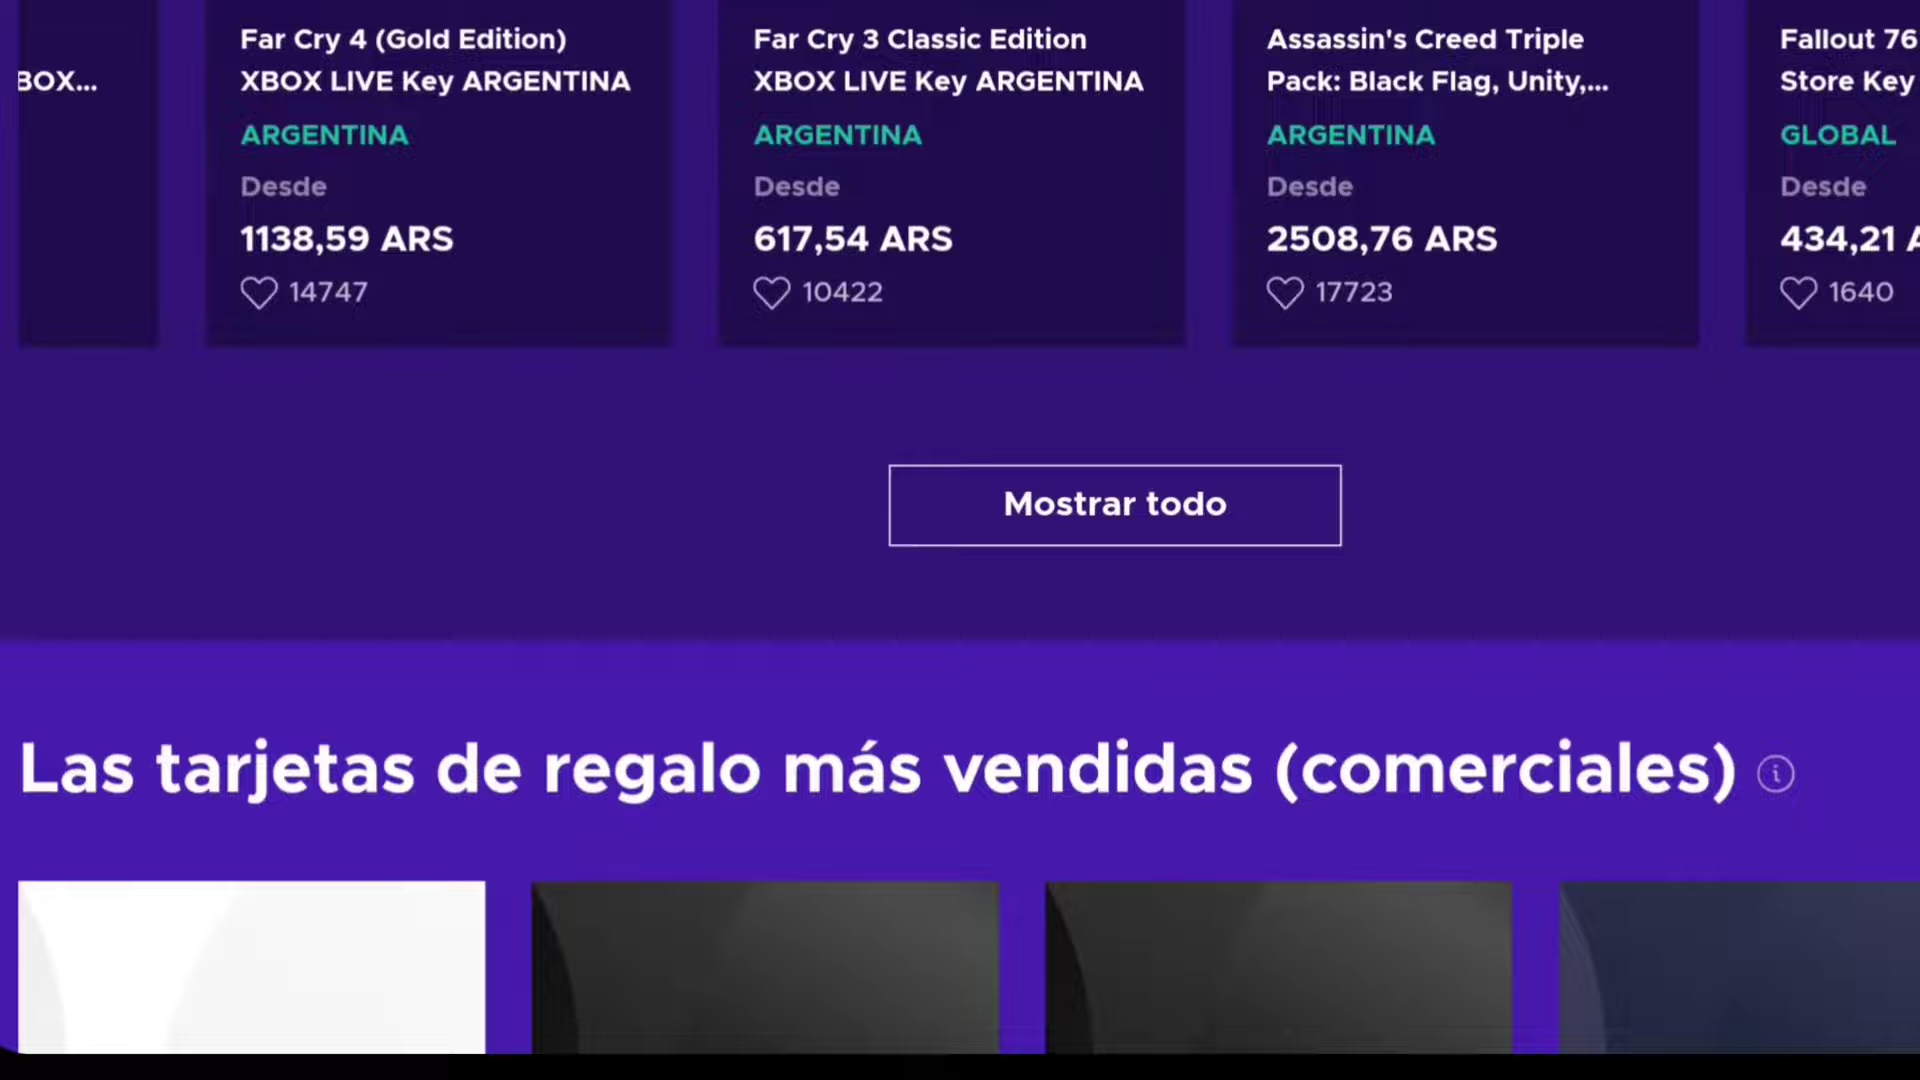 BOX...
Far Cry 4 (Gold Edition)
XBOX LIVE Key ARGENTINA
ARGENTINA
Desde
1138,59 ARS
14747
Far Cry 3 Classic Edition
XBOX LIVE Key ARGENTINA
ARGENTINA
Desde
617,54 ARS
10422
Assassin's Creed Triple
Pack: Black Flag, Unity,...
ARGENTINA
Desde
2508,76 ARS
17723
Fallout 76
Store Key
GLOBAL
Desde
434,21 A
1640
Mostrar todo
Las tarjetas de regalo más vendidas (comerciales)